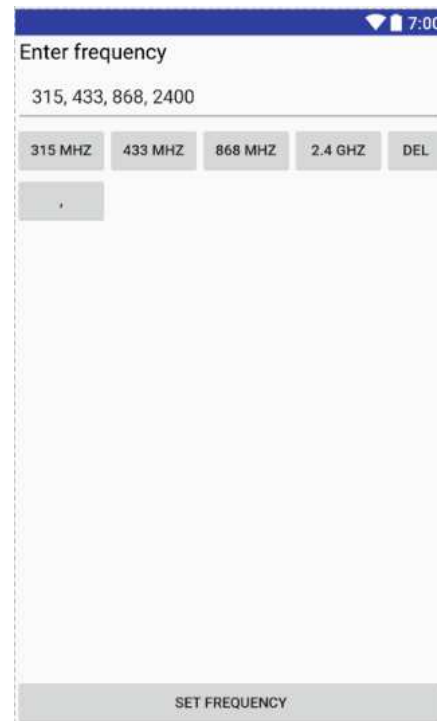 7:00
Enter frequency
315, 433, 868, 2400
315 MHZ 433 MHZ 868 MHZ 2.4 GHZ DEL
,
SET FREQUENCY